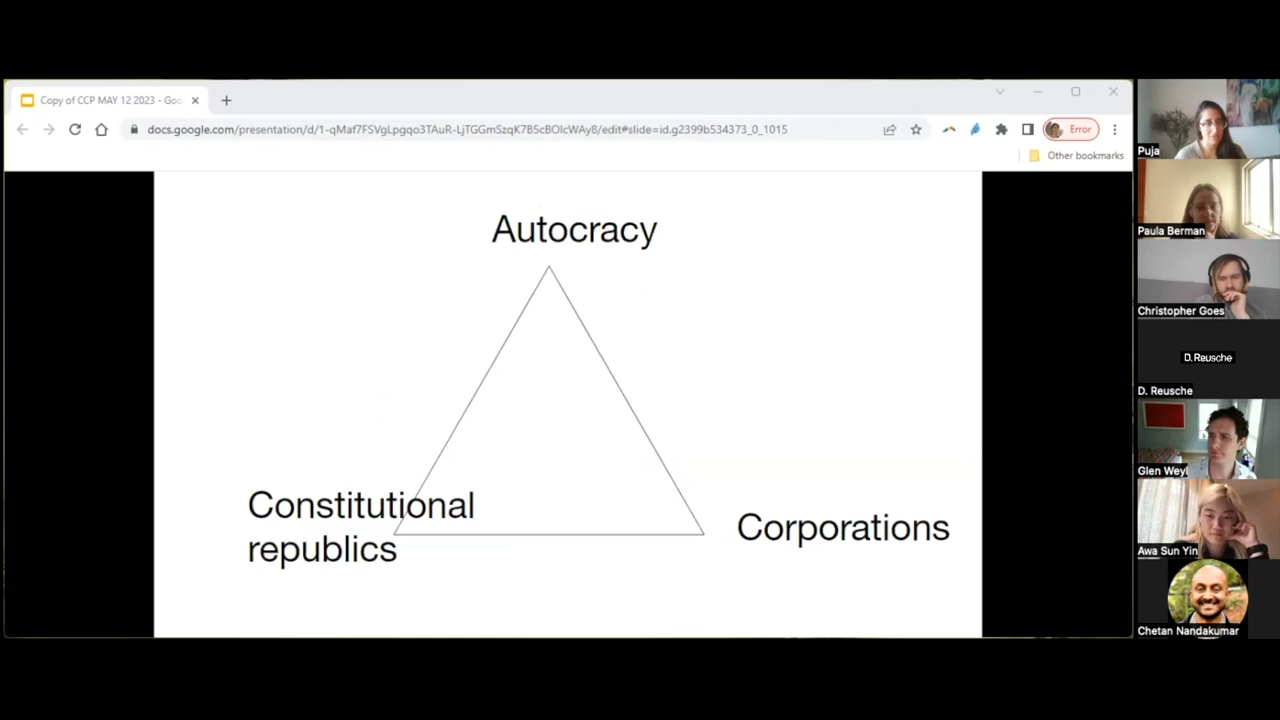 Copy of CCP MAY 12 2023 - Goo
docs.google.com/presentation/d/1-qMaf7FSVgLpgqo3TAuR-LjTGGmSzqK7B5cBOIcWAy8/edit#slide=id.g2399b534373_0_1015
Error
Other bookmarks
Autocracy
Constitutional
republics
Corporations
Puja
Paula Berman
Christopher Goes
D. Reusche
D. Reusche
Glen Weyl
Awa Sun Yin
Chetan Nandakumar